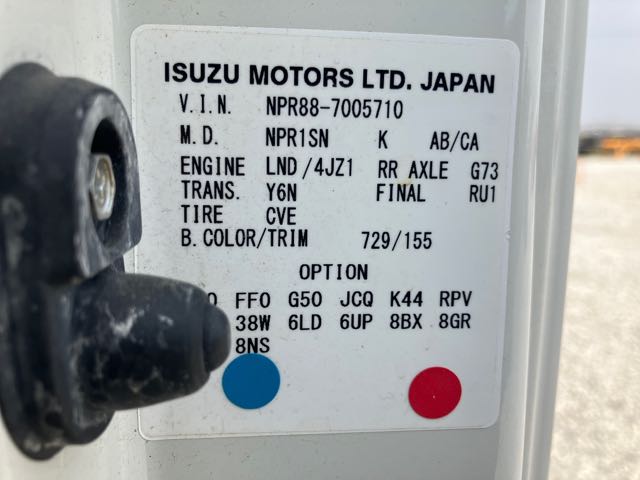 ISUZU MOTORS LTD. JAPAN
V.I.N. NPR88-7005710
M.D. NPR1SN K AB/CA
ENGINE LND/4JZ1 RR AXLE G73
TRANS. Y6N FINAL RU1
TIRE CVE
B.COLOR/TRIM 729/155
OPTION
FF0 G50 JCQ K44 RPV
38W 6LD 6UP 8BX 8GR
8NS